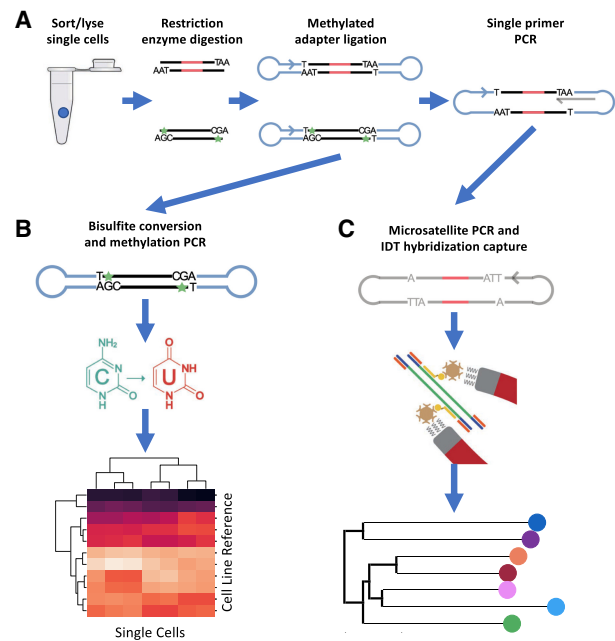 A
Sort/lyse
single cells
Restriction
enzyme digestion
Methylated
adapter ligation
Single primer
PCR
TAA
AAT
T TAA
AAT T
TAA
AAT T
CGA
AGC
T CGA
AGC T
B
Bisulfite conversion
and methylation PCR
T CGA
AGC T
NH₂
C
N
N
H
O
→
O
U
NH
N
H
O
Cell Line Reference
Single Cells
C
Microsatellite PCR and
IDT hybridization capture
A ATT
TTA A